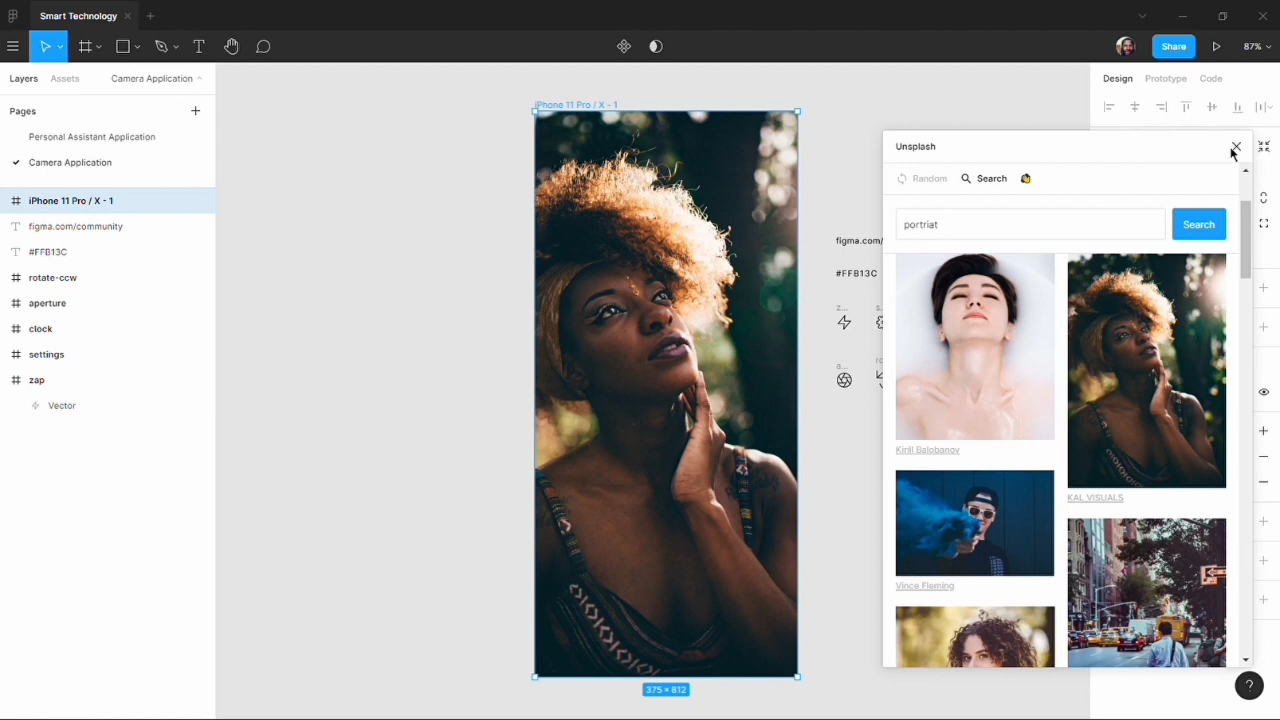 Smart Technology
Share
87%
Layers
Assets
Camera Application
Design
Prototype
Code
Pages
Personal Assistant Application
Camera Application
iPhone 11 Pro / X - 1
figma.com/community
#FFB13C
rotate-ccw
aperture
clock
settings
zap
Vector
iPhone 11 Pro / X - 1
375 × 812
figma.com/
#FFB13C
z...
s.
a...
Unsplash
Random
Search
portriat
Search
Kirill Balobanov
KAL VISUALS
Vince Fleming
?